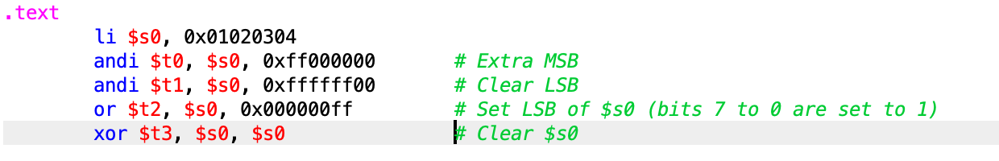 .text
li $s0, 0x01020304
andi $t0, $s0, 0xff000000 # Extra MSB
andi $t1, $s0, 0xffffff00 # Clear LSB
or $t2, $s0, 0x000000ff # Set LSB of $s0 (bits 7 to 0 are set to 1)
xor $t3, $s0, $s0 # Clear $s0